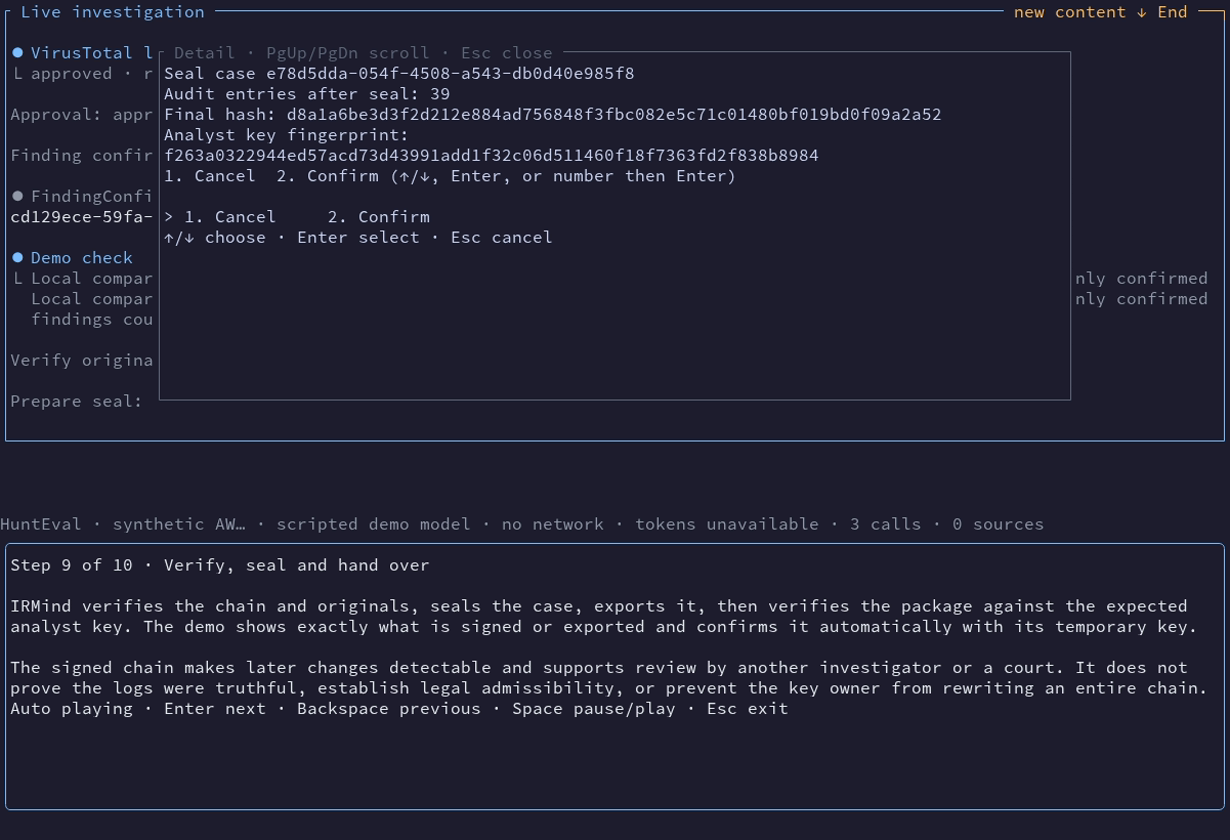 Live investigation new content ↓ End
● VirusTotal l Detail · PgUp/PgDn scroll · Esc close
L approved · r Seal case e78d5dda-054f-4508-a543-db0d40e985f8
Audit entries after seal: 39
Approval: appr Final hash: d8a1a6be3d3f2d212e884ad756848f3fbc082e5c71c01480bf019bd0f09a2a52
Analyst key fingerprint:
Finding confir f263a0322944ed57acd73d43991add1f32c06d511460f18f7363fd2f838b8984
1. Cancel 2. Confirm (↑/↓, Enter, or number then Enter)
● FindingConfi
cd129ece-59fa- > 1. Cancel 2. Confirm
↑/↓ choose · Enter select · Esc cancel
● Demo check
L Local compar nly confirmed
Local compar nly confirmed
findings cou
Verify origina
Prepare seal:
HuntEval · synthetic AW… · scripted demo model · no network · tokens unavailable · 3 calls · 0 sources
Step 9 of 10 · Verify, seal and hand over
IRMind verifies the chain and originals, seals the case, exports it, then verifies the package against the expected
analyst key. The demo shows exactly what is signed or exported and confirms it automatically with its temporary key.
The signed chain makes later changes detectable and supports review by another investigator or a court. It does not
prove the logs were truthful, establish legal admissibility, or prevent the key owner from rewriting an entire chain.
Auto playing · Enter next · Backspace previous · Space pause/play · Esc exit